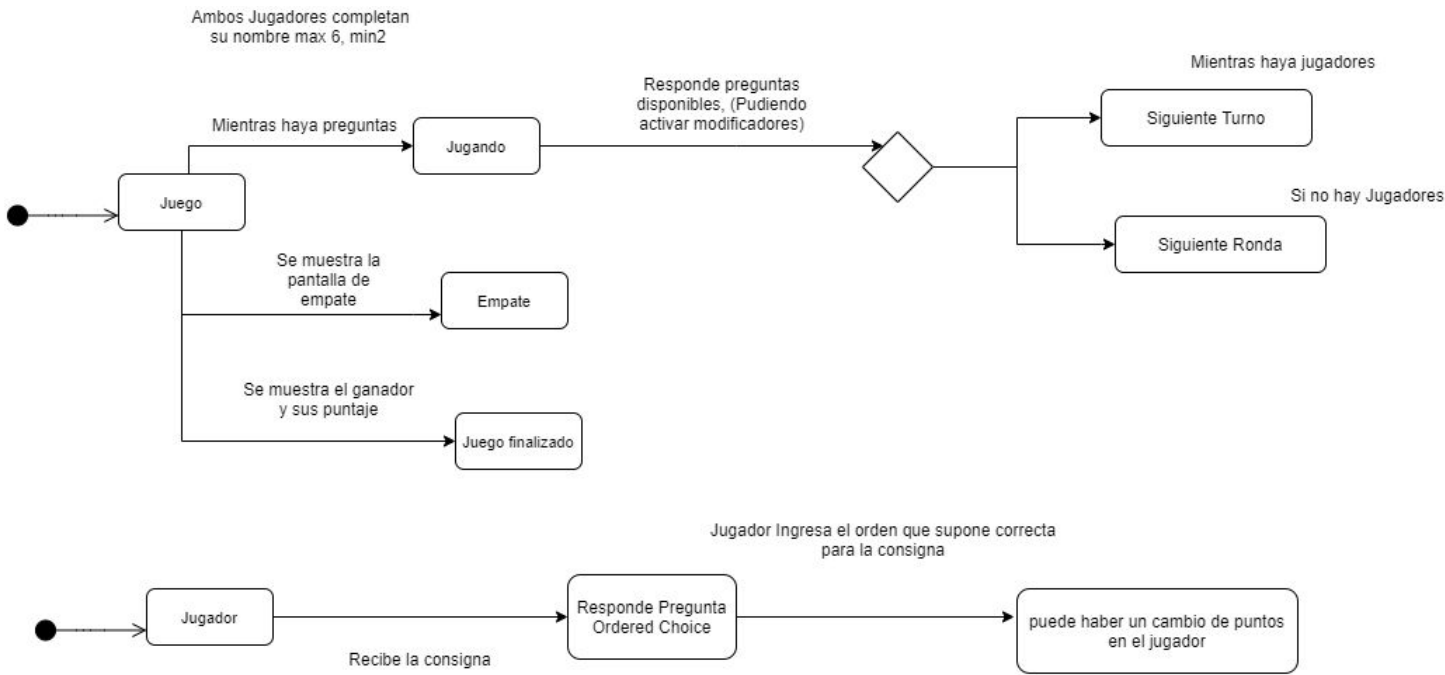 Ambos Jugadores completan
su nombre max 6, min2
Mientras haya jugadores
Responde preguntas
disponibles, (Pudiendo
activar modificadores)
Siguiente Turno
Mientras haya preguntas
Jugando
Juego
Si no hay Jugadores
Siguiente Ronda
Se muestra la
pantalla de
empate
Empate
Se muestra el ganador
y sus puntaje
Juego finalizado
Jugador Ingresa el orden que supone correcta
para la consigna
Jugador
Responde Pregunta
Ordered Choice
puede haber un cambio de puntos
en el jugador
Recibe la consigna